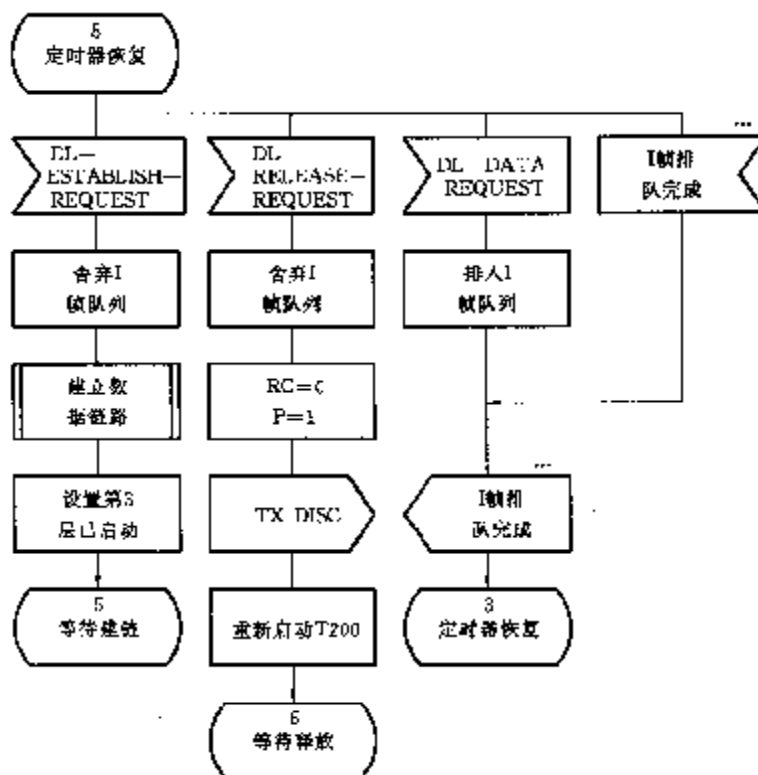 8
定时器恢复
DL—
ESTABLISH—
REQUEST
舍弃I
帧队列
建立数
据链路
设置第3
层已启动
5
等待建链
DL
RELEASE—
REQUEST
舍弃I
帧队列
RC=0
P=1
TX DISC
重新启动T200
6
等待释放
DL DATA
REQUEST
排入I
帧队列
I帧排
队完成
3
定时器恢复
I帧排
队完成